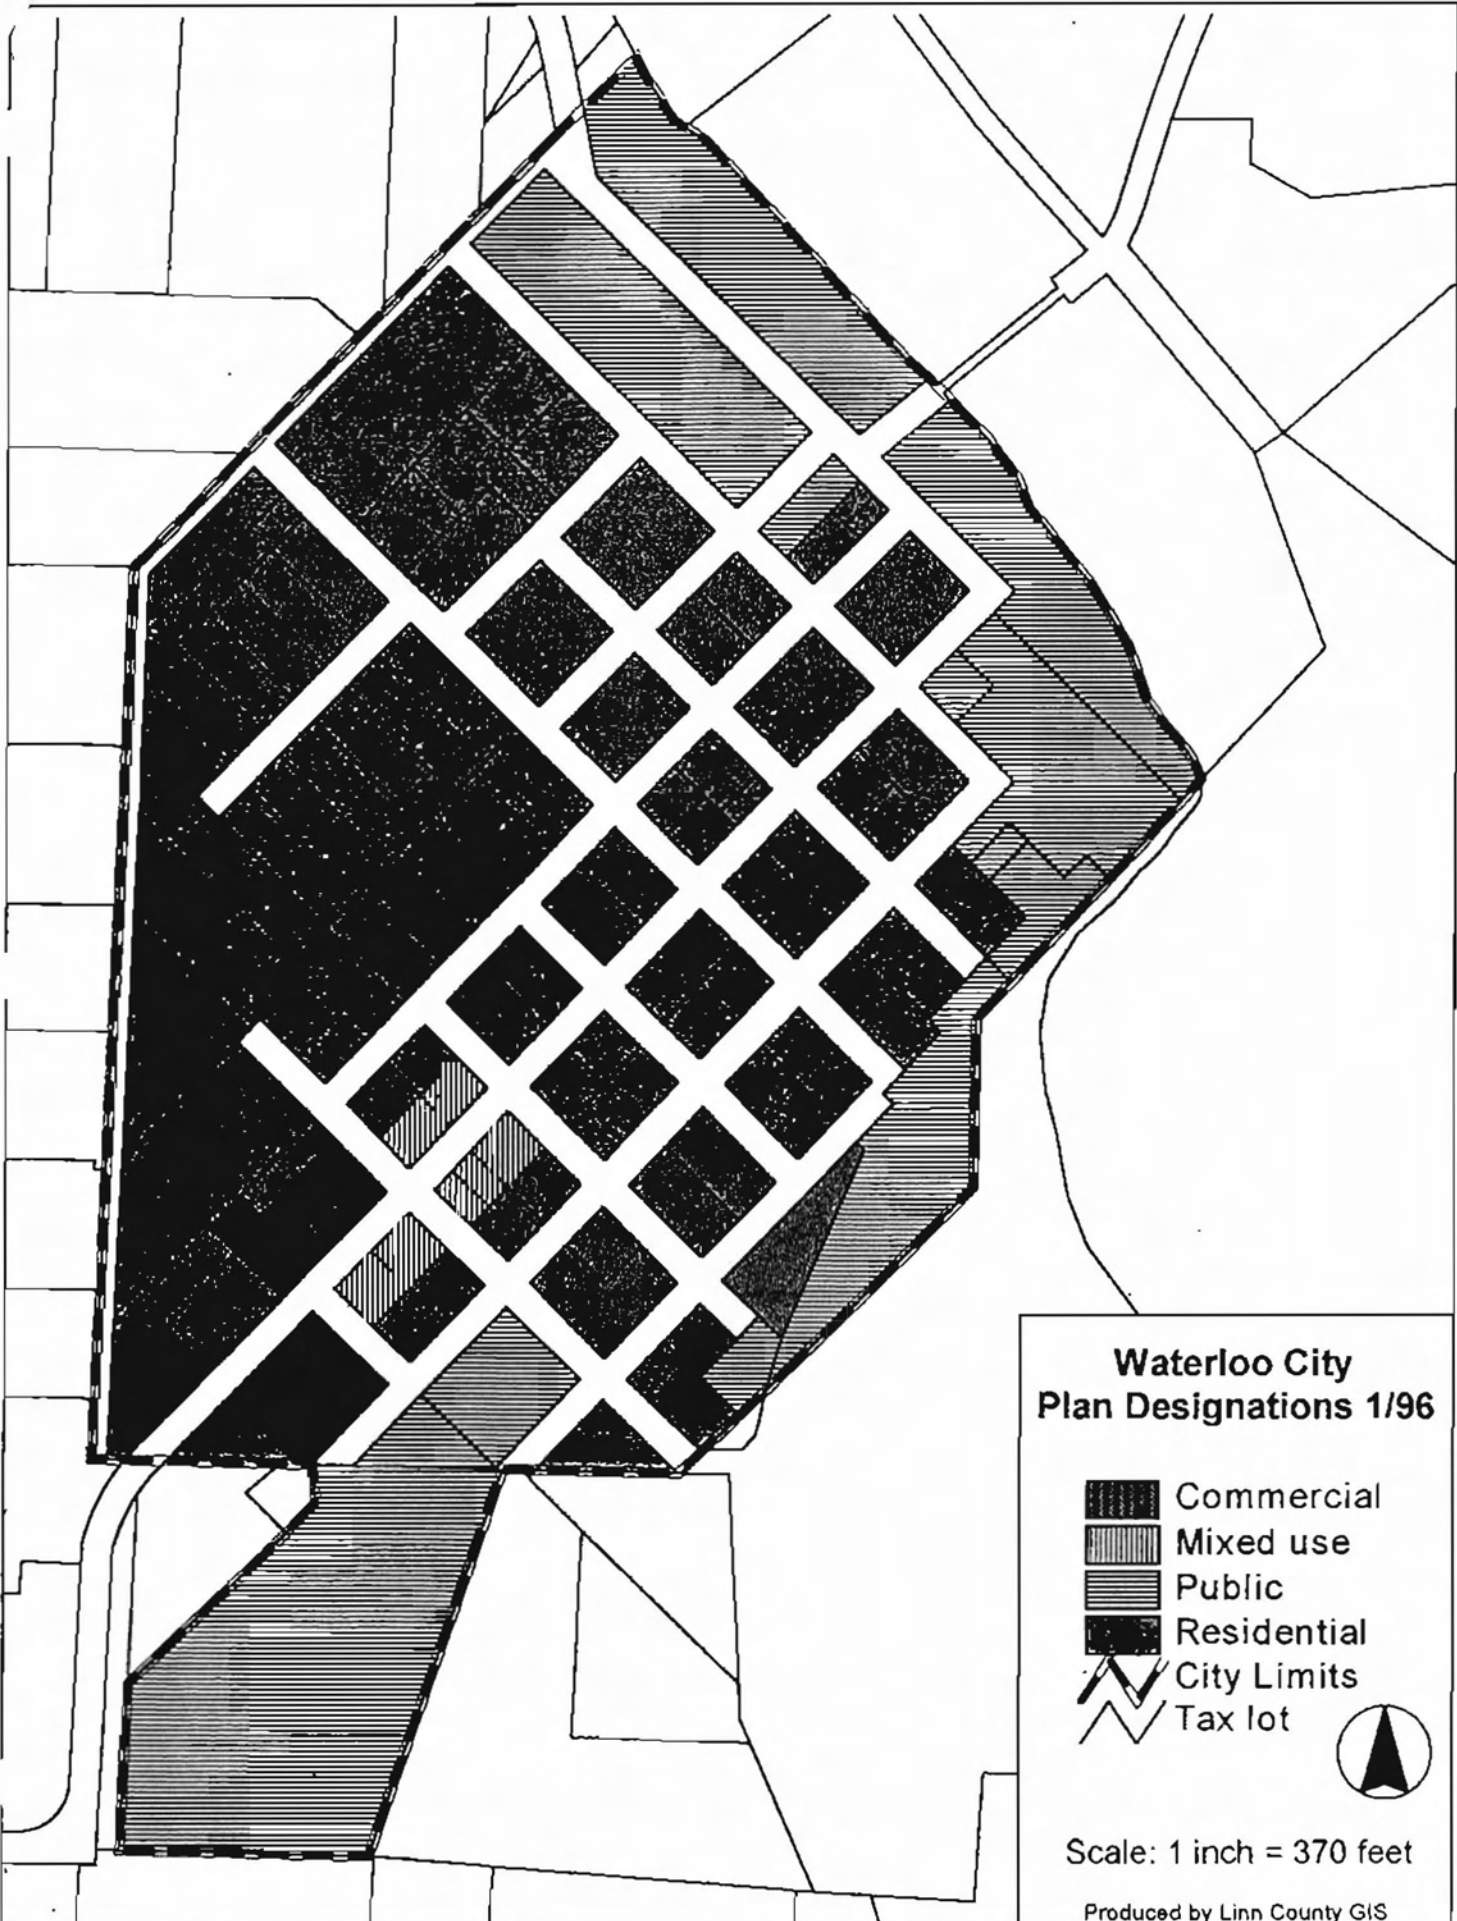 Waterloo City
Plan Designations 1/96
Commercial
Mixed use
Public
Residential
City Limits
Tax lot
Scale: 1 inch = 370 feet
Produced by Linn County GIS